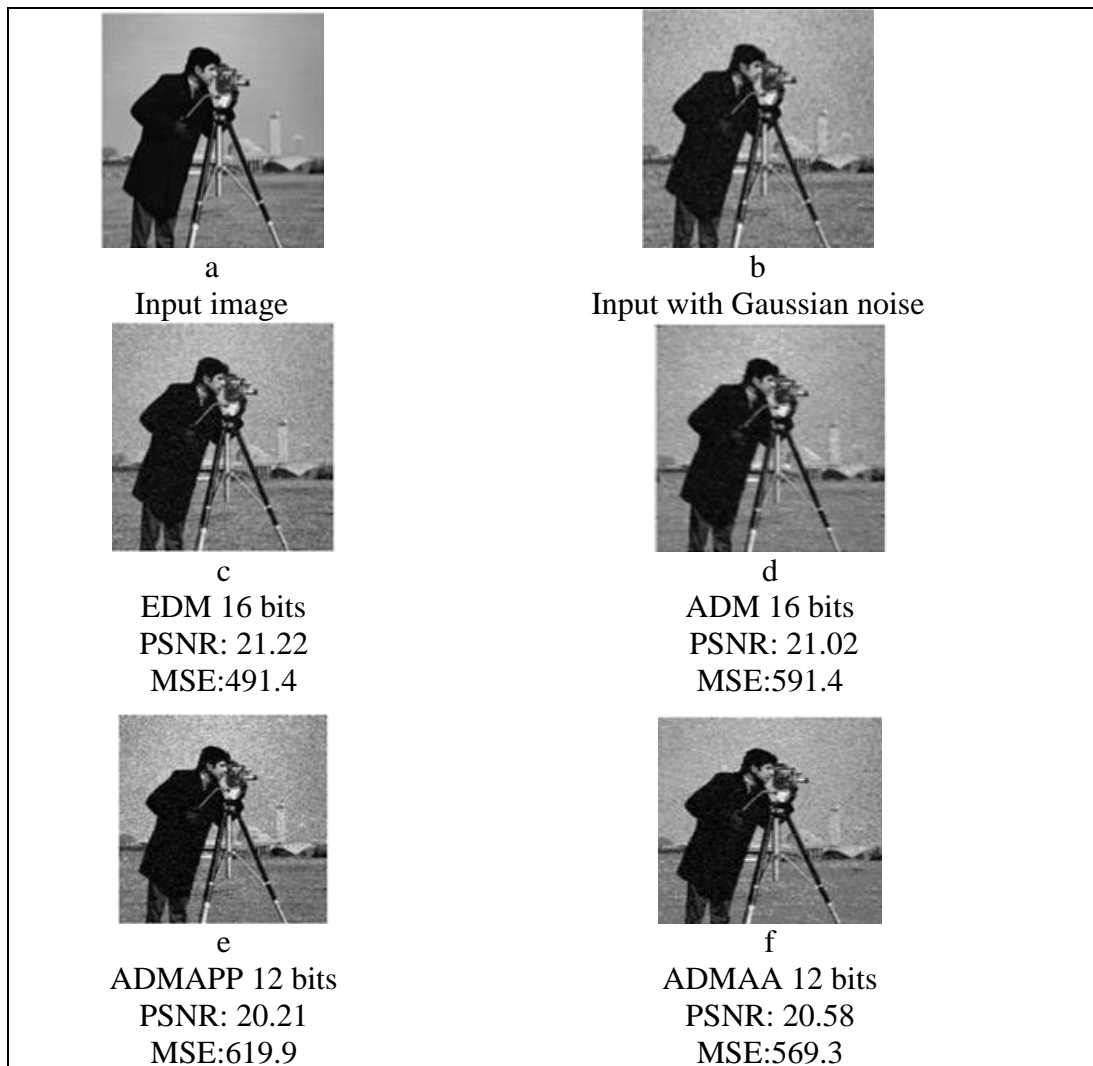 a
Input image
b
Input with Gaussian noise
c
EDM 16 bits
PSNR: 21.22
MSE:491.4
d
ADM 16 bits
PSNR: 21.02
MSE:591.4
e
ADMAPP 12 bits
PSNR: 20.21
MSE:619.9
f
ADMAA 12 bits
PSNR: 20.58
MSE:569.3